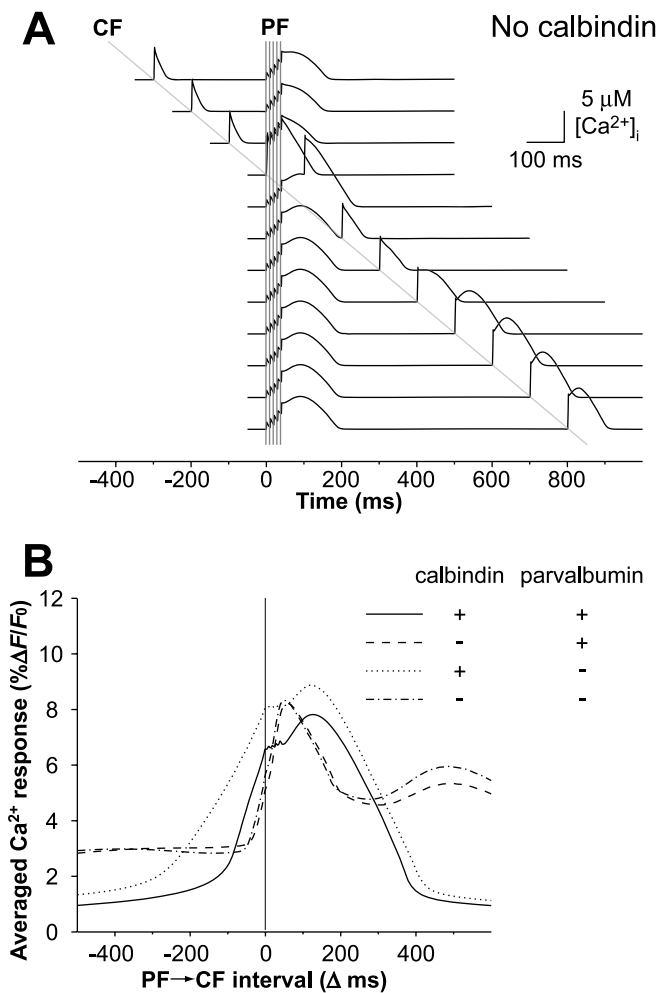 A
CF
PF
No calbindin
5 μM
[Ca²⁺]ᵢ
100 ms
-400 -200 0 200 400 600 800
Time (ms)
B
calbindin parvalbumin
+ +
- +
+ -
- -
12
10
8
6
4
2
0
Averaged Ca²⁺ response (%ΔF/F₀)
-400 -200 0 200 400 600
PF→CF interval (Δ ms)